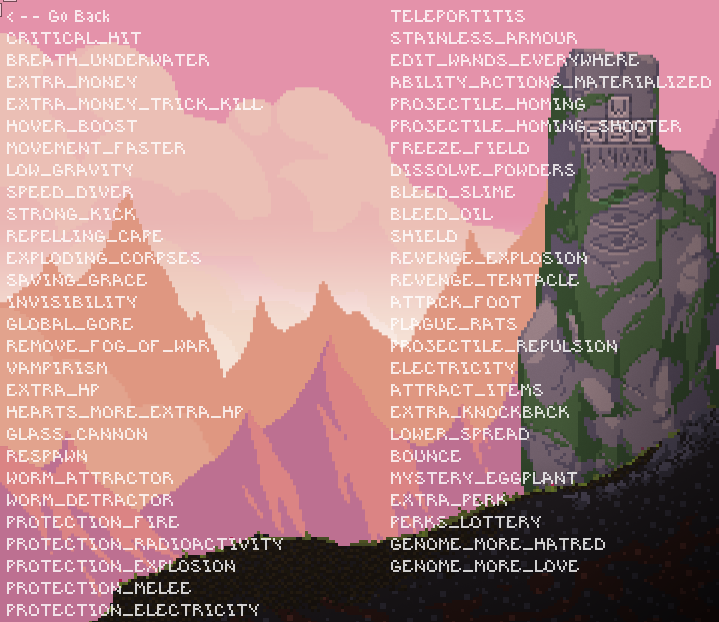 <-- Go Back
CRITICAL_HIT
BREATH_UNDERWATER
EXTRA_MONEY
EXTRA_MONEY_TRICK_KILL
HOVER_BOOST
MOVEMENT_FASTER
LOW_GRAVITY
SPEED_DIVER
STRONG_KICK
REPELLING_CAPE
EXPLODING_CORPSES
SAVING_GRACE
INVISIBILITY
GLOBAL_GORE
REMOVE_FOG_OF_WAR
VAMPIRISM
EXTRA_HP
HEARTS_MORE_EXTRA_HP
GLASS_CANNON
RESPAWN
WORM_ATTRACTOR
WORM_DETRACTOR
PROTECTION_FIRE
PROTECTION_RADIOACTIVITY
PROTECTION_EXPLOSION
PROTECTION_MELEE
PROTECTION_ELECTRICITY
TELEPORTITIS
STAINLESS_ARMOUR
EDIT_WANDS_EVERYWHERE
ABILITY_ACTIONS_MATERIALIZED
PROJECTILE_HOMING
PROJECTILE_HOMING_SHOOTER
FREEZE_FIELD
DISSOLVE_POWDERS
BLEED_SLIME
BLEED_OIL
SHIELD
REVENGE_EXPLOSION
REVENGE_TENTACLE
ATTACK_FOOT
PLAGUE_RATS
PROJECTILE_REPULSION
ELECTRICITY
ATTRACT_ITEMS
EXTRA_KNOCKBACK
LOWER_SPREAD
BOUNCE
MYSTERY_EGGPLANT
EXTRA_PERK
PERKS_LOTTERY
GENOME_MORE_HATRED
GENOME_MORE_LOVE